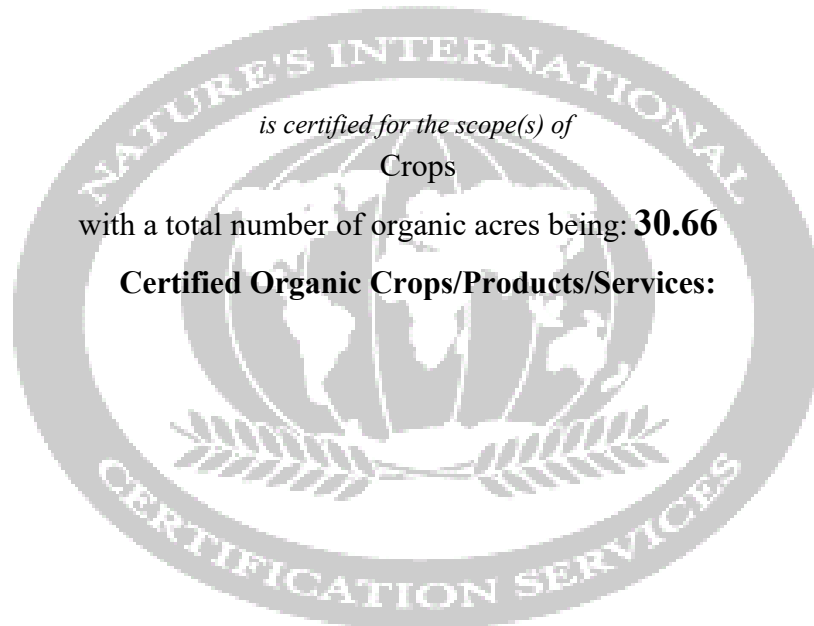 NATURE'S INTERNATIONAL
is certified for the scope(s) of
Crops
with a total number of organic acres being: 30.66
Certified Organic Crops/Products/Services:
CERTIFICATION SERVICES